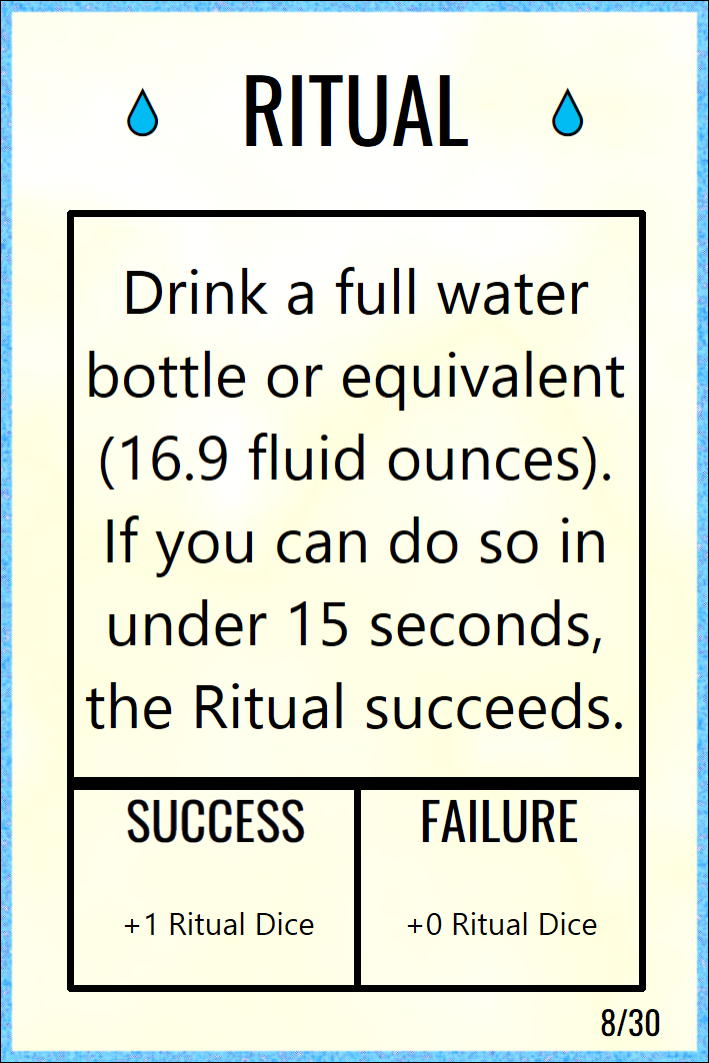 RITUAL
Drink a full water
bottle or equivalent
(16.9 fluid ounces).
If you can do so in
under 15 seconds,
the Ritual succeeds.
SUCCESS
+1 Ritual Dice
FAILURE
+0 Ritual Dice
8/30